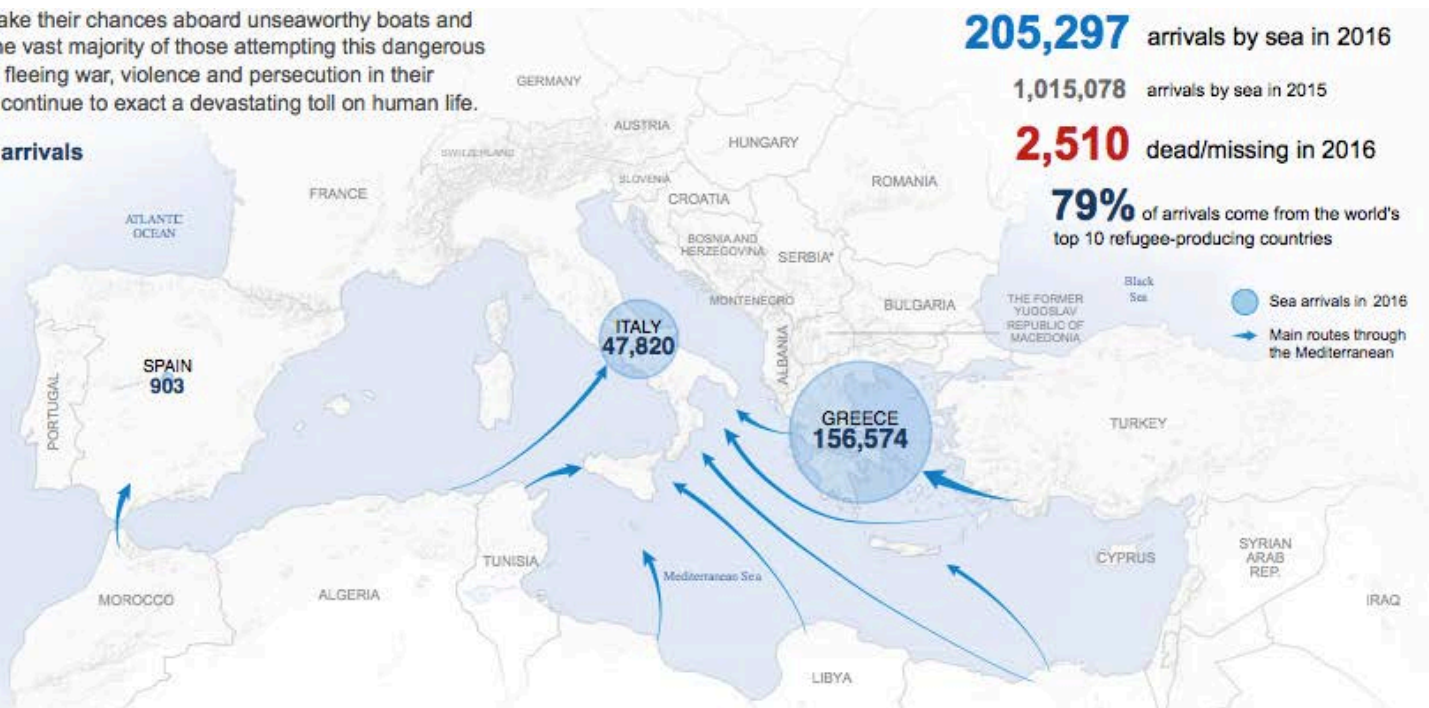 ake their chances aboard unseaworthy boats and
he vast majority of those attempting this dangerous
fleeing war, violence and persecution in their
continue to exact a devastating toll on human life.
arrivals
205,297 arrivals by sea in 2016
1,015,078 arrivals by sea in 2015
2,510 dead/missing in 2016
79% of arrivals come from the world's
top 10 refugee-producing countries
Sea arrivals in 2016
Main routes through
the Mediterranean
GERMANY
AUSTRIA
HUNGARY
SWITZERLAND
SLOVENIA
FRANCE
CROATIA
ROMANIA
ATLANTIC
OCEAN
BOSNIA AND
HERZEGOVINA
SERBIA*
Black
Sea
MONTENEGRO
BULGARIA
THE FORMER
YUGOSLAV
REPUBLIC OF
MACEDONIA
ITALY
47,820
ALBANIA
SPAIN
903
PORTUGAL
GREECE
156,574
TURKEY
TUNISIA
Mediterranean Sea
CYPRUS
SYRIAN
ARAB
REP.
MOROCCO
ALGERIA
IRAQ
LIBYA